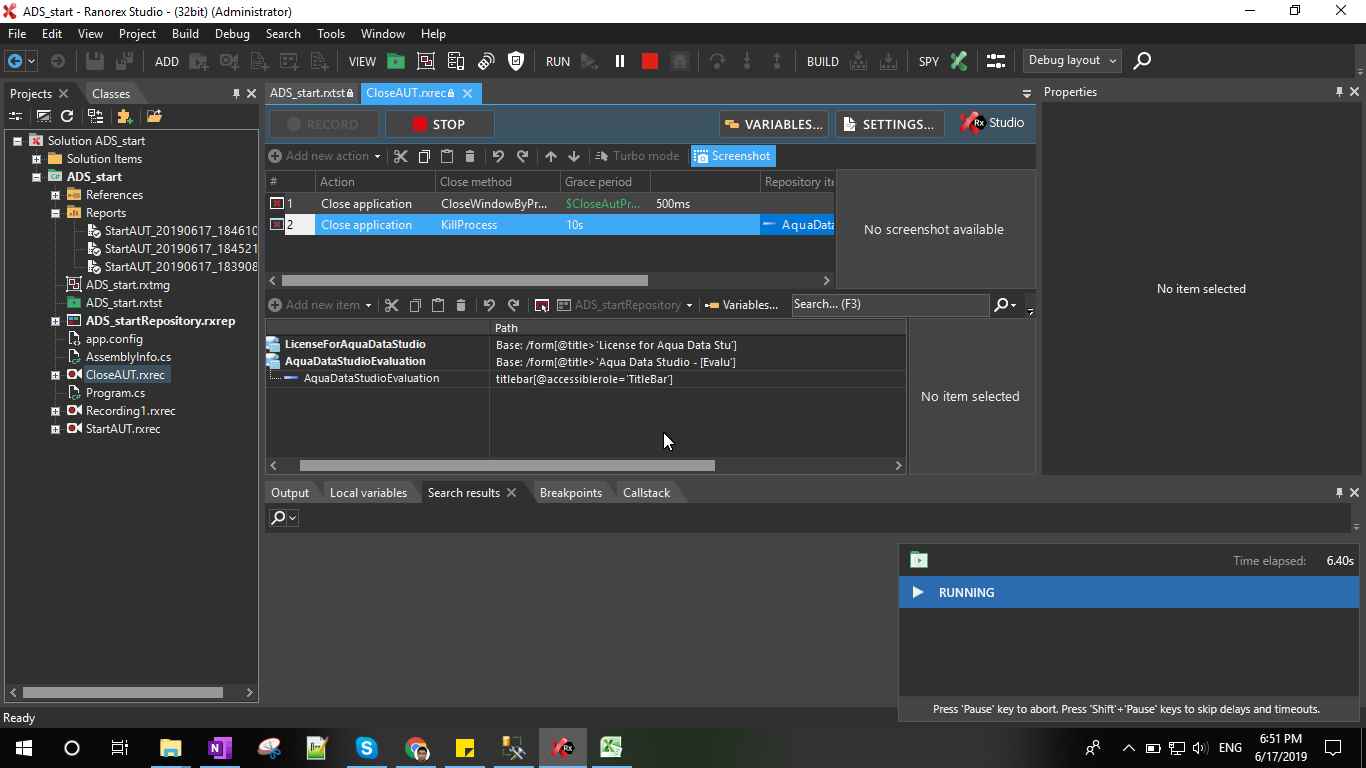 ADS_start - Ranorex Studio - (32bit) (Administrator)
File Edit View Project Build Debug Search Tools Window Help
ADD VIEW RUN BUILD SPY Debug layout
Projects Classes
ADS_start.rxtst CloseAUT.rxrec
Properties
RECORD STOP VARIABLES... SETTINGS... Rx Studio
Add new action Turbo mode Screenshot
# Action Close method Grace period Repository ite
1 Close application CloseWindowByPr... $CloseAutPr... 500ms
2 Close application KillProcess 10s AquaData
No screenshot available
No item selected
Add new item ADS_startRepository Variables... Search... (F3)
Path
LicenseForAquaDataStudio Base: /form[@title>'License for Aqua Data Stu']
AquaDataStudioEvaluation Base: /form[@title>'Aqua Data Studio - [Evalu']
AquaDataStudioEvaluation titlebar[@accessiblerole='TitleBar']
No item selected
Solution ADS_start
Solution Items
ADS_start
References
Reports
StartAUT_20190617_184610
StartAUT_20190617_184521
StartAUT_20190617_183908
ADS_start.rxtmg
ADS_start.rxtst
ADS_startRepository.rxrep
app.config
AssemblyInfo.cs
CloseAUT.rxrec
Program.cs
Recording1.rxrec
StartAUT.rxrec
Output Local variables Search results Breakpoints Callstack
Time elapsed: 6.40s
RUNNING
Press 'Pause' key to abort. Press 'Shift'+'Pause' keys to skip delays and timeouts.
Ready
ENG
6:51 PM
6/17/2019